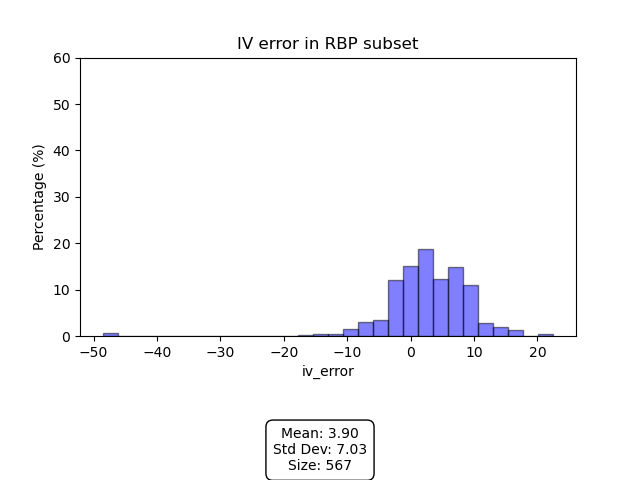 IV error in RBP subset
60
50
40
30
20
10
0
Percentage (%)
−50
−40
−30
−20
−10
0
10
20
iv_error
Mean: 3.90
Std Dev: 7.03
Size: 567